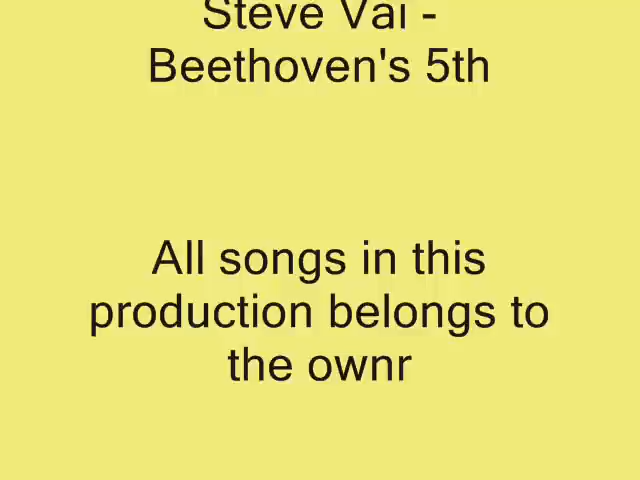 Steve Vai -
Beethoven's 5th
All songs in this
production belongs to
the ownr